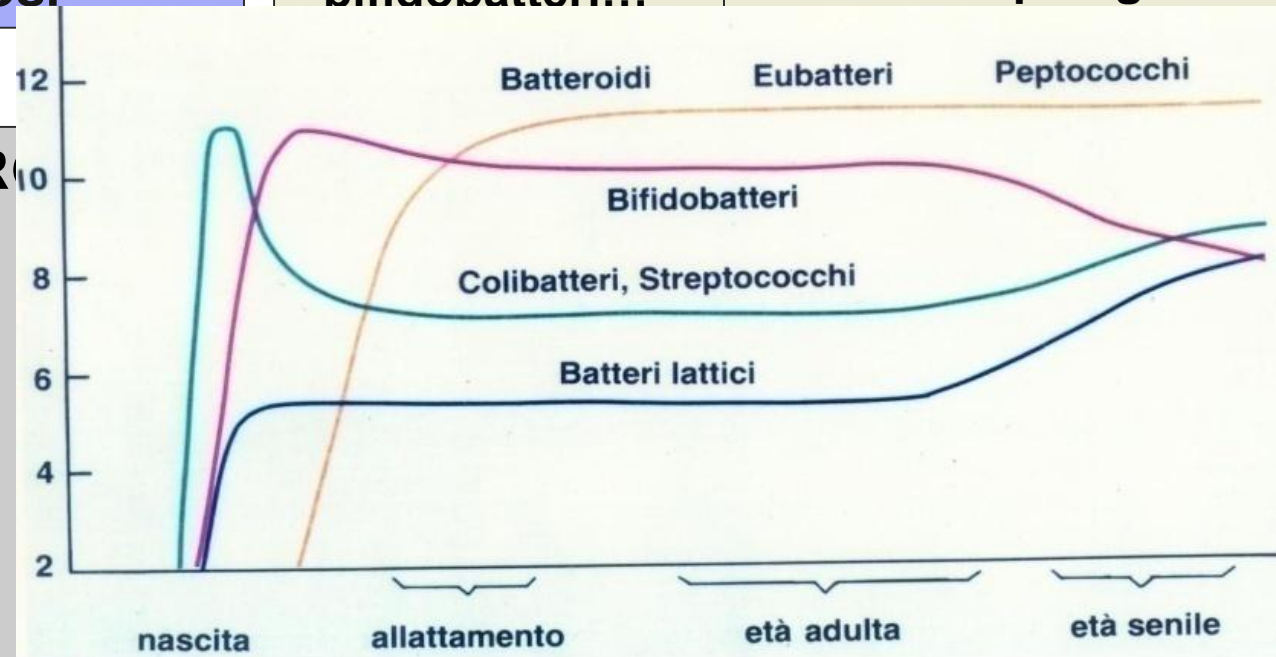 bifidobatteri...
12
Batteroidi Eubatteri Peptococchi
10
Bifidobatteri
8
Colibatteri, Streptococchi
6
Batteri lattici
4
2
nascita allattamento età adulta età senile